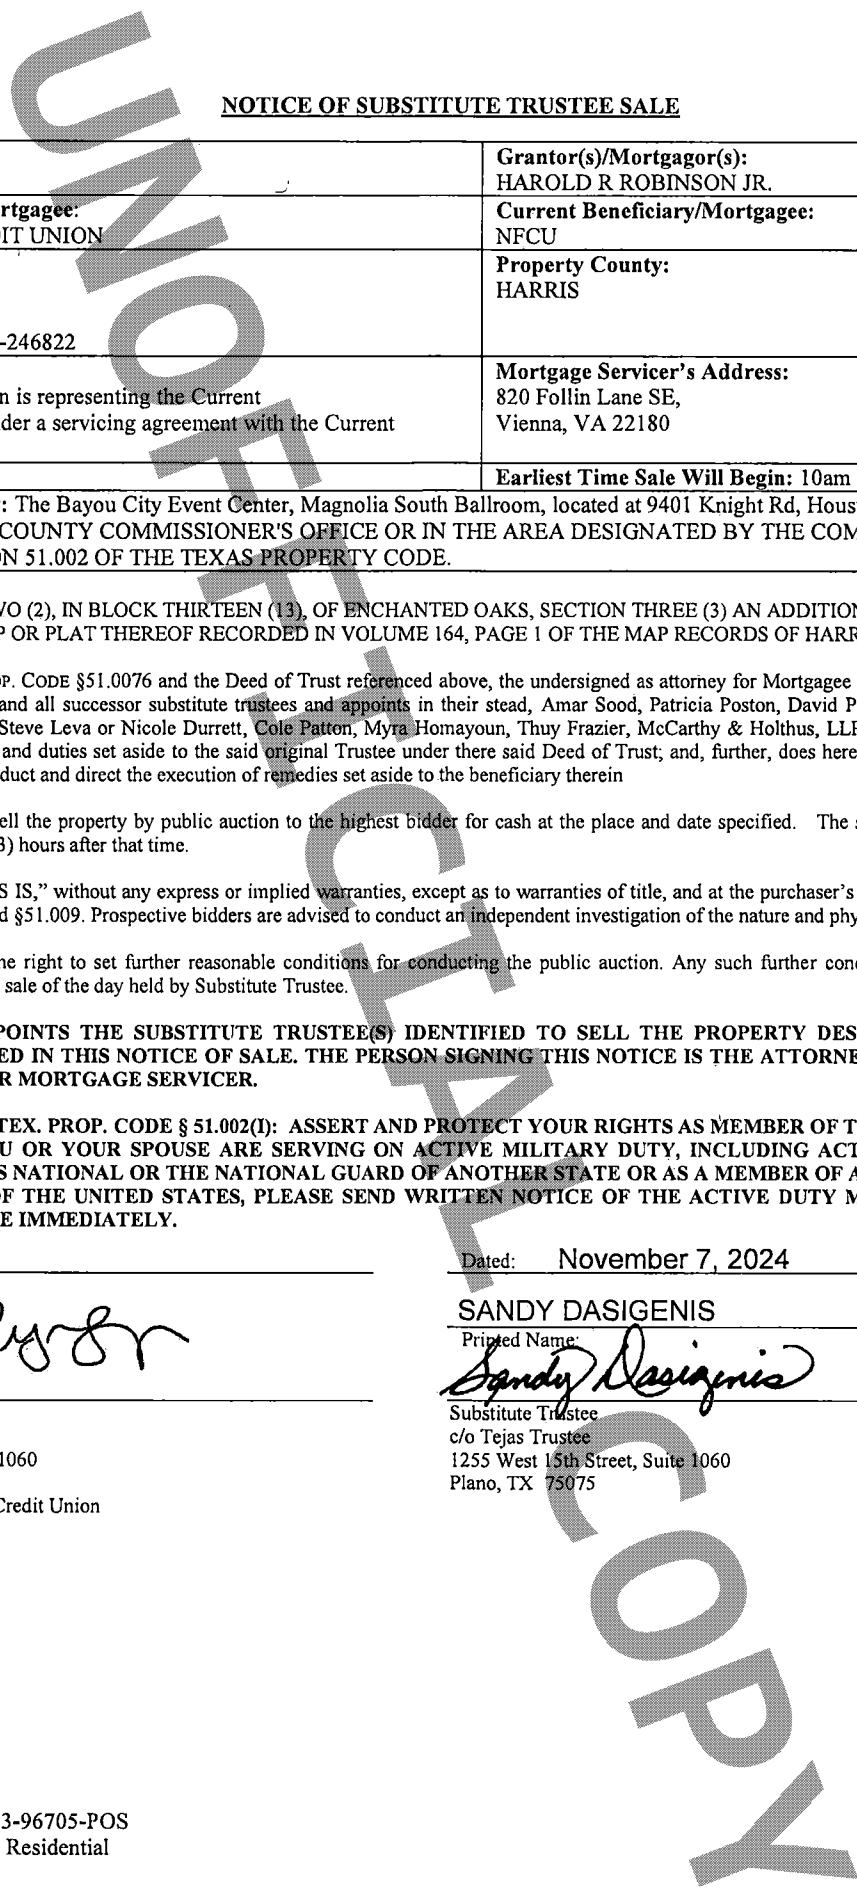 NOTICE OF SUBSTITUTE TRUSTEE SALE
Grantor(s)/Mortgagor(s):
HAROLD R ROBINSON JR.
rtgagee:
IT UNION
Current Beneficiary/Mortgagee:
NFCU
Property County:
HARRIS
-246822
n is representing the Current
der a servicing agreement with the Current
Mortgage Servicer's Address:
820 Follin Lane SE,
Vienna, VA 22180
Earliest Time Sale Will Begin: 10am
: The Bayou City Event Center, Magnolia South Ballroom, located at 9401 Knight Rd, Hous
COUNTY COMMISSIONER'S OFFICE OR IN THE AREA DESIGNATED BY THE COM
N 51.002 OF THE TEXAS PROPERTY CODE.
VO (2), IN BLOCK THIRTEEN (13), OF ENCHANTED OAKS, SECTION THREE (3) AN ADDITION
P OR PLAT THEREOF RECORDED IN VOLUME 164, PAGE 1 OF THE MAP RECORDS OF HARR
OP. CODE §51.0076 and the Deed of Trust referenced above, the undersigned as attorney for Mortgagee
and all successor substitute trustees and appoints in their stead, Amar Sood, Patricia Poston, David P
Steve Leva or Nicole Durrett, Cole Patton, Myra Homayoun, Thuy Frazier, McCarthy & Holthus, LLP
and duties set aside to the said original Trustee under there said Deed of Trust; and, further, does here
duct and direct the execution of remedies set aside to the beneficiary therein
ell the property by public auction to the highest bidder for cash at the place and date specified. The s
3) hours after that time.
S IS,” without any express or implied warranties, except as to warranties of title, and at the purchaser's
d §51.009. Prospective bidders are advised to conduct an independent investigation of the nature and phy
he right to set further reasonable conditions for conducting the public auction. Any such further conc
sale of the day held by Substitute Trustee.
POINTS THE SUBSTITUTE TRUSTEE(S) IDENTIFIED TO SELL THE PROPERTY DES
ED IN THIS NOTICE OF SALE. THE PERSON SIGNING THIS NOTICE IS THE ATTORNE
R MORTGAGE SERVICER.
TEX. PROP. CODE § 51.002(I): ASSERT AND PROTECT YOUR RIGHTS AS MEMBER OF T
U OR YOUR SPOUSE ARE SERVING ON ACTIVE MILITARY DUTY, INCLUDING ACT
S NATIONAL OR THE NATIONAL GUARD OF ANOTHER STATE OR AS A MEMBER OF A
OF THE UNITED STATES, PLEASE SEND WRITTEN NOTICE OF THE ACTIVE DUTY M
E IMMEDIATELY.
Dated: November 7, 2024
SANDY DASIGENIS
Printed Name:
Sandy Dasigenis
Substitute Trustee
c/o Tejas Trustee
1255 West 15th Street, Suite 1060
Plano, TX 75075
1060
Credit Union
3-96705-POS
Residential
UNOFFICIAL COPY